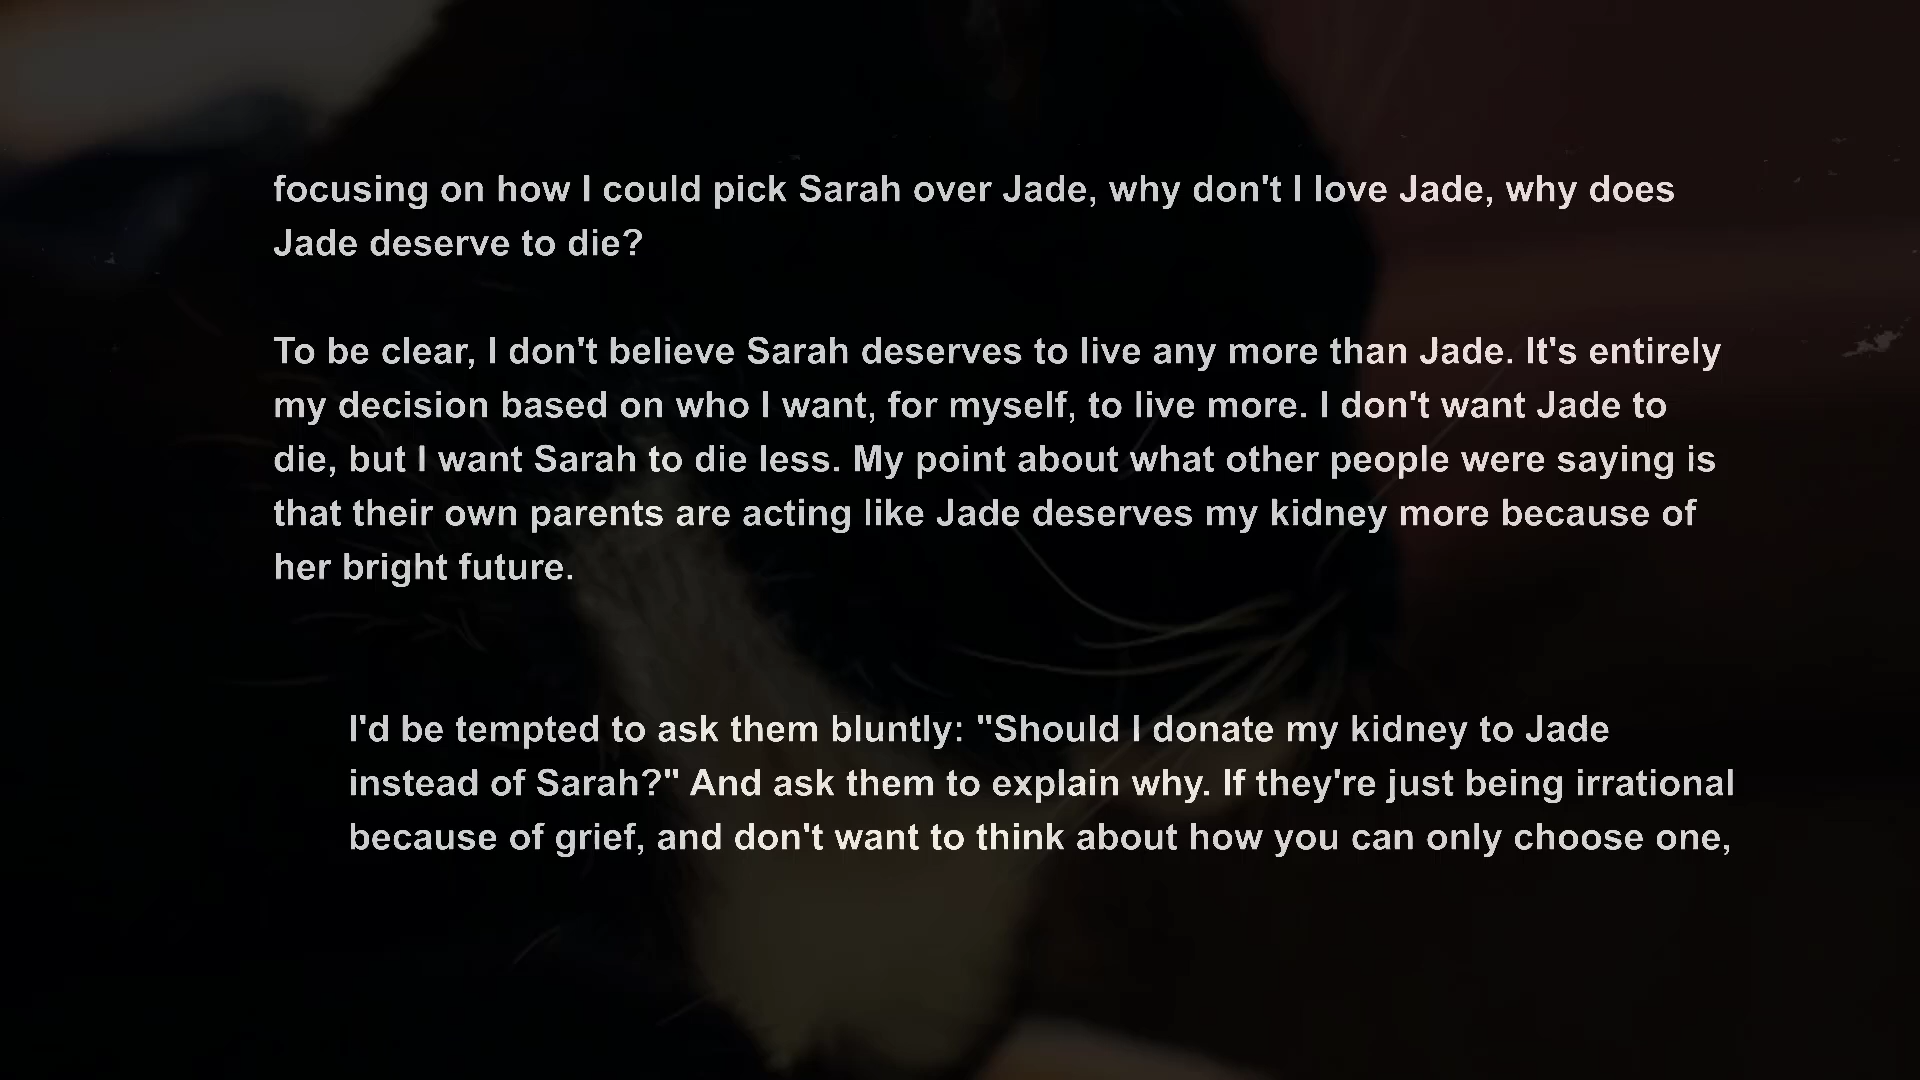 focusing on how I could pick Sarah over Jade, why don't I love Jade, why does
Jade deserve to die?
To be clear, I don't believe Sarah deserves to live any more than Jade. It's entirely
my decision based on who I want, for myself, to live more. I don't want Jade to
die, but I want Sarah to die less. My point about what other people were saying is
that their own parents are acting like Jade deserves my kidney more because of
her bright future.
I'd be tempted to ask them bluntly: "Should I donate my kidney to Jade
instead of Sarah?" And ask them to explain why. If they're just being irrational
because of grief, and don't want to think about how you can only choose one,